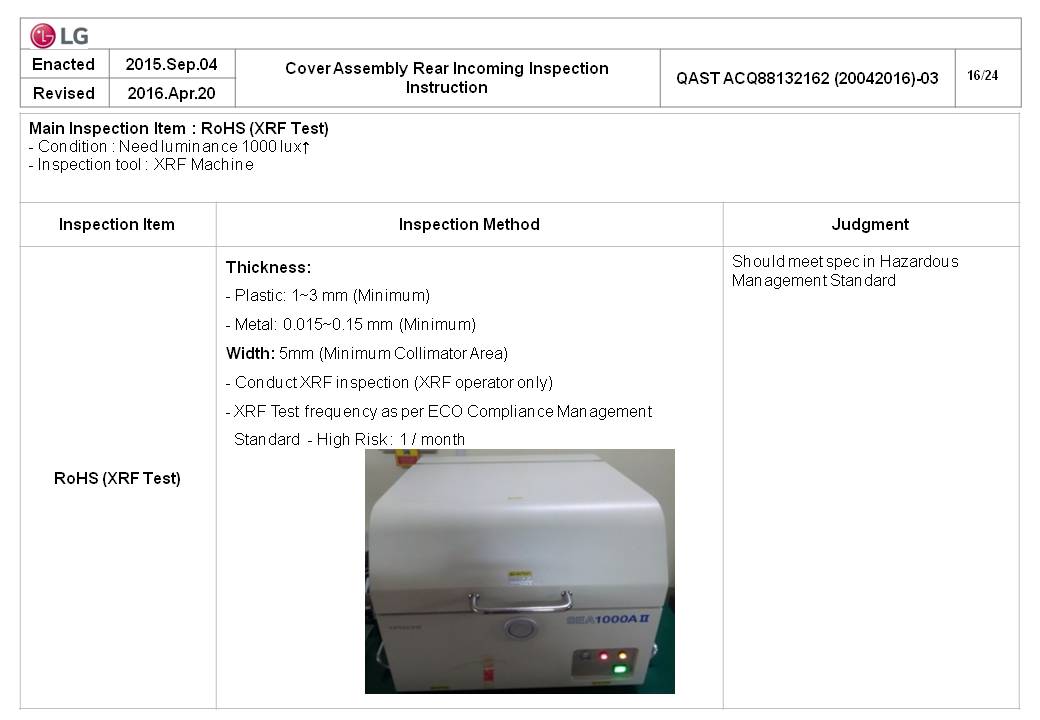 LG
Enacted
2015.Sep.04
Cover Assembly Rear Incoming Inspection
Instruction
QAST ACQ88132162 (20042016)-03
16/24
Revised
2016.Apr.20
Main Inspection Item : RoHS (XRF Test)
- Condition : Need luminance 1000 lux↑
- Inspection tool : XRF Machine
Inspection Item
Inspection Method
Judgment
RoHS (XRF Test)
Thickness:
- Plastic: 1~3 mm (Minimum)
- Metal: 0.015~0.15 mm (Minimum)
Width: 5mm (Minimum Collimator Area)
- Conduct XRF inspection (XRF operator only)
- XRF Test frequency as per ECO Compliance Management
Standard - High Risk: 1 / month
SEA1000AII
Should meet spec in Hazardous
Management Standard